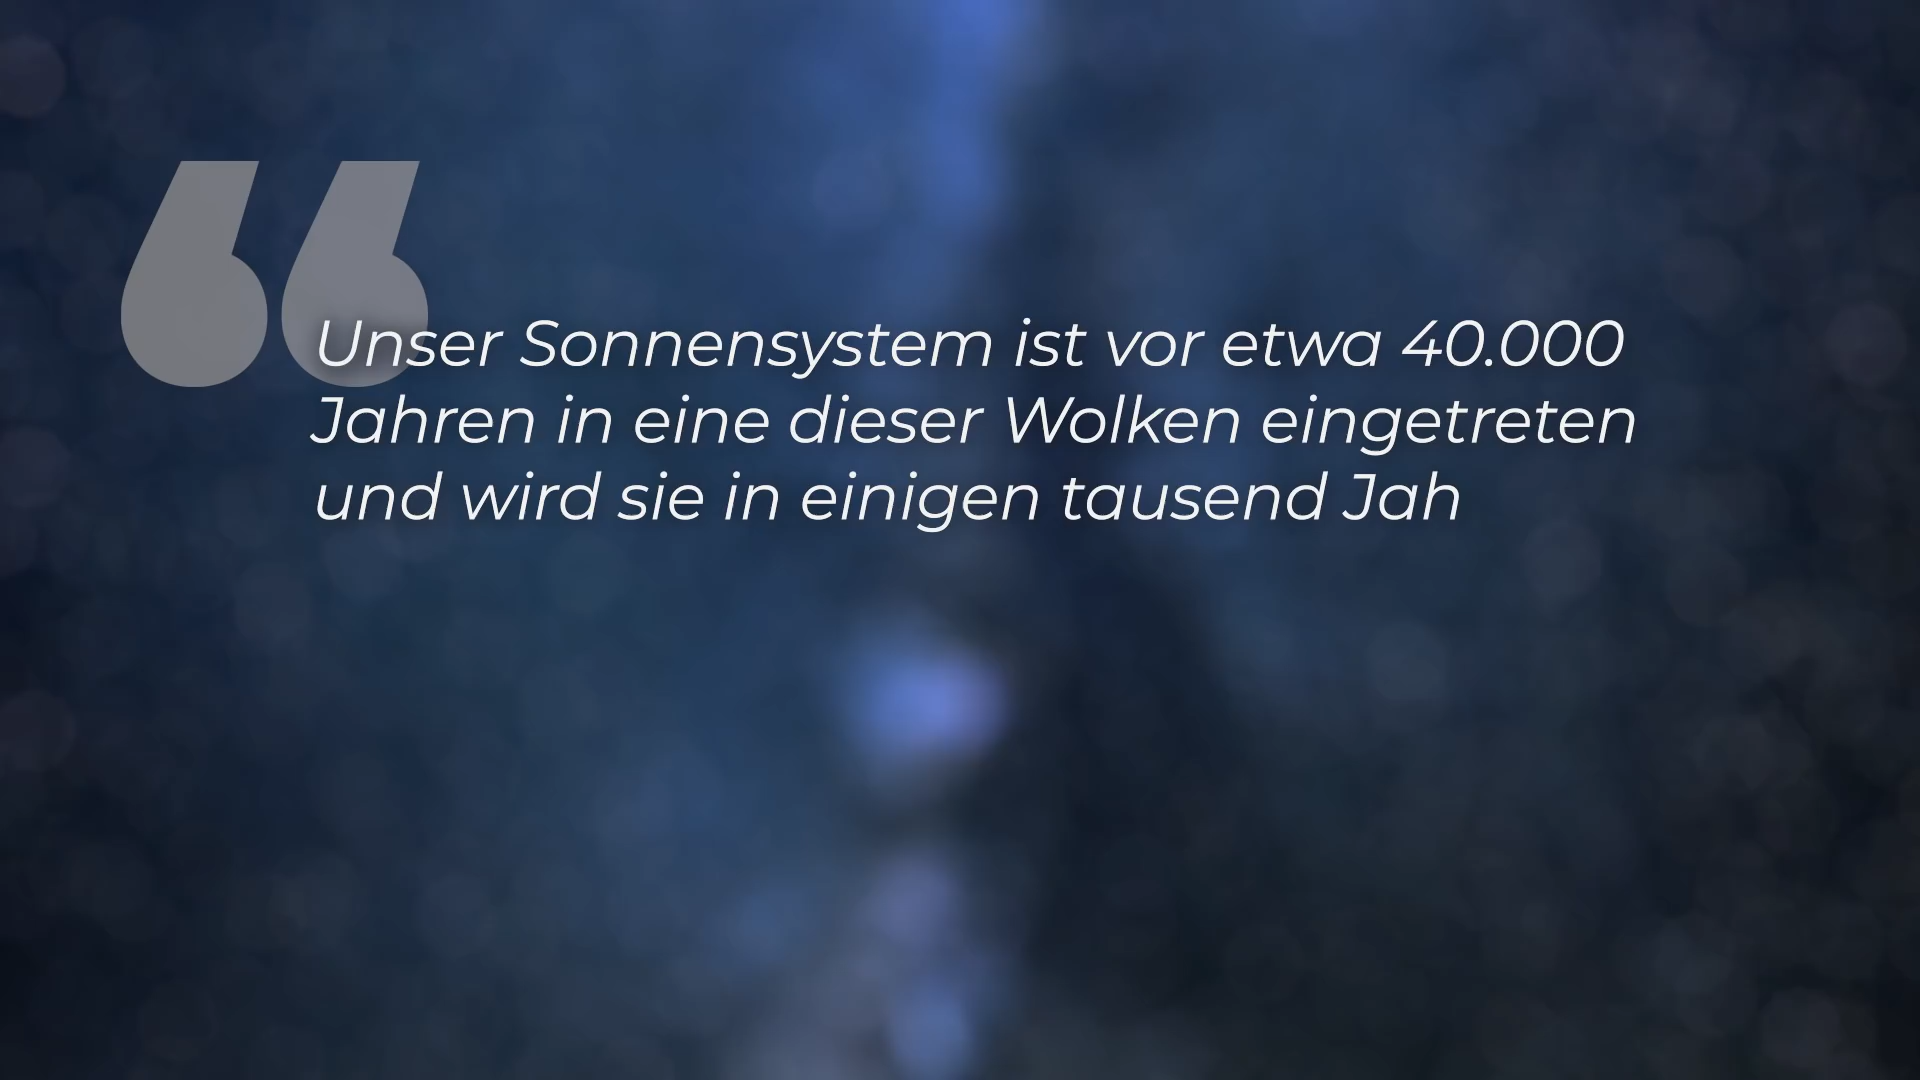 “
Unser Sonnensystem ist vor etwa 40.000
Jahren in eine dieser Wolken eingetreten
und wird sie in einigen tausend Jah